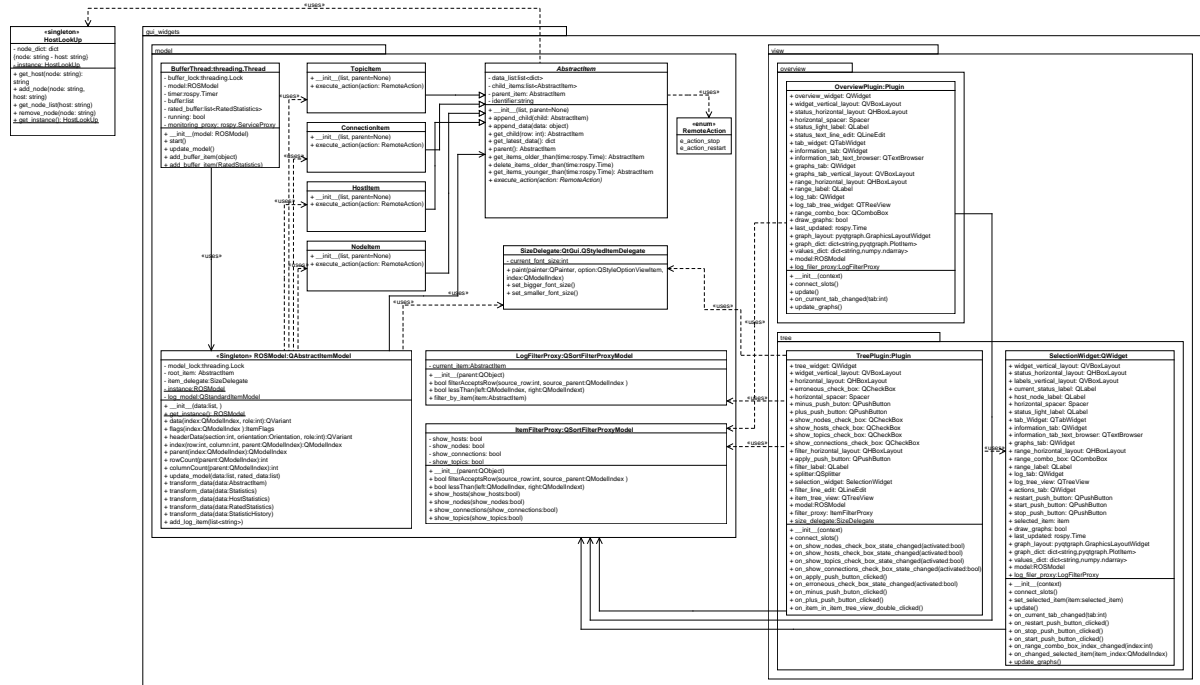 «uses»
«singleton»
HostLookUp
- node_dict: dict
(node: string - host: string)
- instance: HostLookUp
+ get_host(node: string):
string
+ add_node(node: string,
host: string)
+ get_node_list(host: string)
+ remove_node(node: string)
+ get_instance(): HostLookUp
gui_widgets
model
BufferThread:threading.Thread
- buffer_lock:threading.Lock
- model:ROSModel
- timer:rospy.Timer
- buffer:list
- rated_buffer:list<RatedStatistics>
- running: bool
- monitoring_proxy: rospy.ServiceProxy
+ __init__(model: ROSModel)
+ start()
+ update_model()
+ add_buffer_item(object)
+ add_buffer_item(RatedStatistics)
TopicItem
+ __init__(list, parent=None)
+ execute_action(action: RemoteAction)
«uses»
ConnectionItem
+ __init__(list, parent=None)
+ execute_action(action: RemoteAction)
«uses»
HostItem
+ __init__(list, parent=None)
+ execute_action(action: RemoteAction)
«uses»
NodeItem
+ __init__(list, parent=None)
+ execute_action(action: RemoteAction)
«uses»
«uses»
AbstractItem
- data_list:list<dict>
- child_items:list<AbstractItem>
- parent_item: AbstractItem
- identifier:string
+ __init__(list, parent=None)
+ append_child(child: AbstractItem)
+ append_data(data: object)
+ get_child(row: int): AbstractItem
+ get_latest_data(): dict
+ parent(): AbstractItem
+ get_items_older_than(time:rospy.Time): AbstractItem
+ delete_items_older_than(time:rospy.Time)
+ get_items_younger_than(time:rospy.Time): AbstractItem
+ execute_action(action: RemoteAction)
«uses»
«enum»
RemoteAction
e_action_stop
e_action_restart
SizeDelegate:QtGui.QStyledItemDelegate
- current_font_size:int
+ paint(painter:QPainter, option:QStyleOptionViewItem,
index:QModelIndex)
+ set_bigger_font_size()
+ set_smaller_font_size()
«uses»
«uses»
«Singleton» ROSModel:QAbstractItemModel
- model_lock:threading.Lock
- root_item: AbstractItem
- item_delegate:SizeDelegate
- instance:ROSModel
- log_model:QStandardItemModel
+ __init__(data:list, )
+ get_instance(): ROSModel
+ data(index:QModelIndex, role:int):QVariant
+ flags(index:QModelIndex ):ItemFlags
+ headerData(section:int, orientation:Orientation, role:int):QVariant
+ index(row:int, column:int, parent:QModelIndex):QModelIndex
+ parent(index:QModelIndex):QModelIndex
+ rowCount(parent:QModelIndex):int
+ columnCount(parent:QModelIndex):int
+ update_model(data:list, rated_data:list)
+ transform_data(data:AbstractItem)
+ transform_data(data:Statistics)
+ transform_data(data:HostStatistics)
+ transform_data(data:RatedStatistics)
+ transform_data(data:StatisticHistory)
+ add_log_item(list<string>)
LogFilterProxy:QSortFilterProxyModel
- current_item:AbstractItem
+ __init__(parent:QObject)
+ bool filterAcceptsRow(source_row:int, source_parent:QModelIndex )
+ bool lessThan(left:QModelIndex, right:QModelIndex)
+ filter_by_item(item:AbstractItem)
ItemFilterProxy:QSortFilterProxyModel
- show_hosts: bool
- show_nodes: bool
- show_connections: bool
- show_topics: bool
+ __init__(parent:QObject)
+ bool filterAcceptsRow(source_row:int, source_parent:QModelIndex )
+ bool lessThan(left:QModelIndex, right:QModelIndex)
+ show_hosts(show_hosts:bool)
+ show_nodes(show_nodes:bool)
+ show_connections(show_connections:bool)
+ show_topics(show_topics:bool)
view
overview
OverviewPlugin:Plugin
+ overview_widget: QWidget
+ widget_vertical_layout: QVBoxLayout
+ status_horizontal_layout: QHBoxLayout
+ horizontal_spacer: Spacer
+ status_light_label: QLabel
+ status_text_line_edit: QLineEdit
+ tab_widget: QTabWidget
+ information_tab: QWidget
+ information_tab_text_browser: QTextBrowser
+ graphs_tab: QWidget
+ graphs_tab_vertical_layout: QVBoxLayout
+ range_horizontal_layout: QHBoxLayout
+ range_label: QLabel
+ log_tab: QWidget
+ log_tab_tree_widget: QTReeView
+ range_combo_box: QComboBox
+ draw_graphs: bool
+ last_updated: rospy.Time
+ graph_layout: pyqtgraph.GraphicsLayoutWidget
+ graph_dict: dict<string,pyqtgraph.PlotItem>
+ values_dict: dict<string,numpy.ndarray>
+ model:ROSModel
+ log_filer_proxy:LogFilterProxy
+ __init__(context)
+ connect_slots()
+ update()
+ on_current_tab_changed(tab:int)
+ update_graphs()
«uses»
«uses»
tree
TreePlugin:Plugin
+ tree_widget: QWidget
+ widget_vertical_layout: QVBoxLayout
+ horizontal_layout: QHBoxLayout
+ erroneous_check_box: QCheckBox
+ horizontal_spacer: Spacer
+ minus_push_button: QPushButton
+ plus_push_button: QPushButton
+ show_nodes_check_box: QCheckBox
+ show_hosts_check_box: QCheckBox
+ show_topics_check_box: QCheckBox
+ show_connections_check_box: QCheckBox
+ filter_horizontal_layout: QHBoxLayout
+ apply_push_button: QPushButton
+ filter_label: QLabel
+ splitter:QSplitter
+ selection_widget: SelectionWidget
+ filter_line_edit: QLineEdit
+ item_tree_view: QTreeView
+ model:ROSModel
+ filter_proxy: ItemFilterProxy
+ size_delegate:SizeDelegate
+ __init__(context)
+ connect_slots()
+ on_show_nodes_check_box_state_changed(activated:bool)
+ on_show_hosts_check_box_state_changed(activated:bool)
+ on_show_topics_check_box_state_changed(activated:bool)
+ on_show_connections_check_box_state_changed(activated:bool)
+ on_apply_push_button_clicked()
+ on_erroneous_check_box_state_changed(activated:bool)
+ on_minus_push_buton_clicked()
+ on_plus_push_button_clicked()
+ on_item_in_item_tree_view_double_clicked()
«uses»
«uses»
«uses»
SelectionWidget:QWidget
+ widget_vertical_layout: QVBoxLayout
+ status_horizontal_layout: QHBoxLayout
+ labels_vertical_layout: QVBoxLayout
+ current_status_label: QLabel
+ host_node_label: QLabel
+ horizontal_spacer: Spacer
+ status_light_label: QLabel
+ tab_Widget: QTabWidget
+ information_tab: QWidget
+ information_tab_text_browser: QTextBrowser
+ graphs_tab: QWidget
+ range_horizontal_layout: QHBoxLayout
+ range_combo_box: QComboBox
+ range_label: QLabel
+ log_tab: QWidget
+ log_tree_view: QTreeView
+ actions_tab: QWidget
+ restart_push_button: QPushButton
+ start_push_button: QPushButton
+ stop_push_button: QPushButton
+ selected_item: item
+ draw_graphs: bool
+ last_updated: rospy.Time
+ graph_layout: pyqtgraph.GraphicsLayoutWidget
+ graph_dict: dict<string,pyqtgraph.PlotItem>
+ values_dict: dict<string,numpy.ndarray>
+ model:ROSModel
+ log_filer_proxy:LogFilterProxy
+ __init__(context)
+ connect_slots()
+ set_selected_item(item:selected_item)
+ update()
+ on_current_tab_changed(tab:int)
+ on_restart_push_button_clicked()
+ on_stop_push_button_clicked()
+ on_start_push_button_clicked()
+ on_range_combo_box_index_changed(index:int)
+ on_changed_selected_item(item_index:QModelIndex)
+ update_graphs()